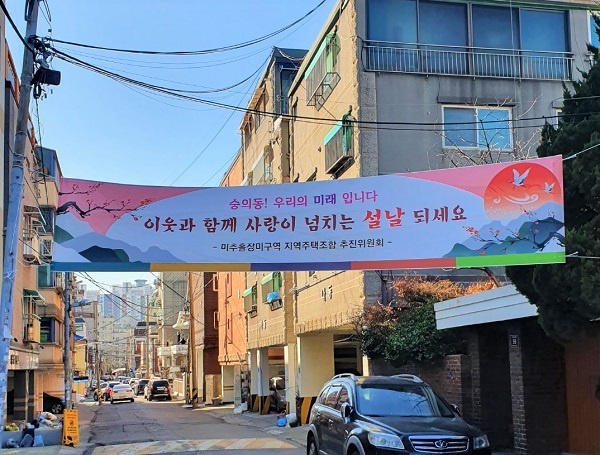 숭의동! 우리의 미래 입니다
이웃과 함께 사랑이 넘치는 설날 되세요
- 미추홀상미구역 지역주택조합 추진위원회 -